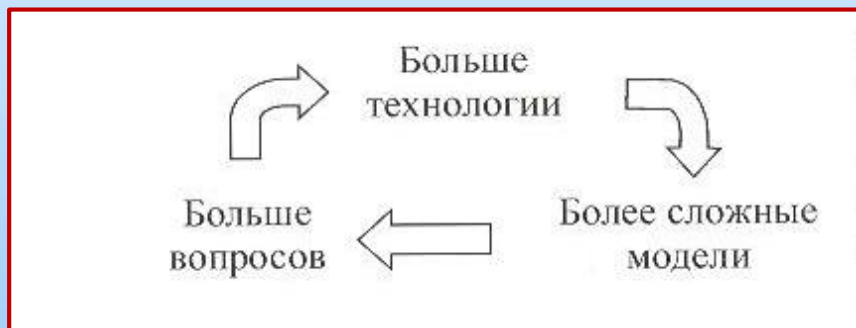 Больше
технологии
Более сложные
модели
Больше
вопросов